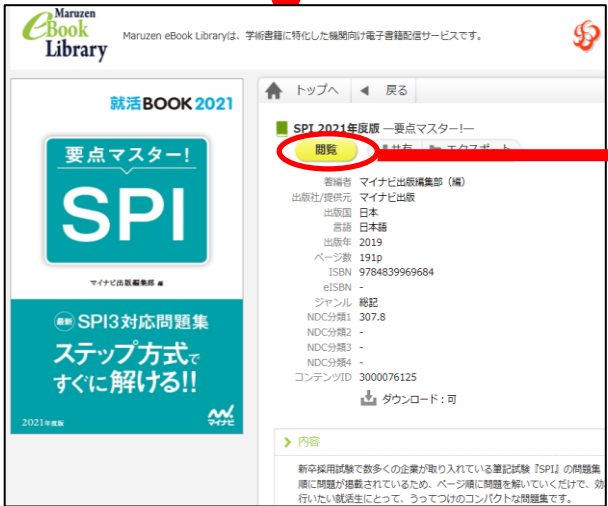 Maruzen
eBook
Library
Maruzen eBook Libraryは、学術書籍に特化した機関向け電子書籍配信サービスです。
就活BOOK 2021
要点マスター！
SPI
マイナビ出版編集部 編
最新 SPI3対応問題集
ステップ方式で
すぐに解ける!!
2021年度版
マイナビ
トップへ ◀ 戻る
SPI 2021年度版 ―要点マスター!―
閲覧 共有 エクスポート
著編者 マイナビ出版編集部（編）
出版社/提供元 マイナビ出版
出版国 日本
言語 日本語
出版年 2019
ページ数 191p
ISBN 9784839969684
eISBN -
ジャンル 総記
NDC分類1 307.8
NDC分類2 -
NDC分類3 -
NDC分類4 -
コンテンツID 3000076125
ダウンロード : 可
内容
新卒採用試験で数多くの企業が取り入れている筆記試験『SPI』の問題集
順に問題が掲載されているため、ページ順に問題を解いていくだけで、効
行いたい就活生にとって、うってつけのコンパクトな問題集です。